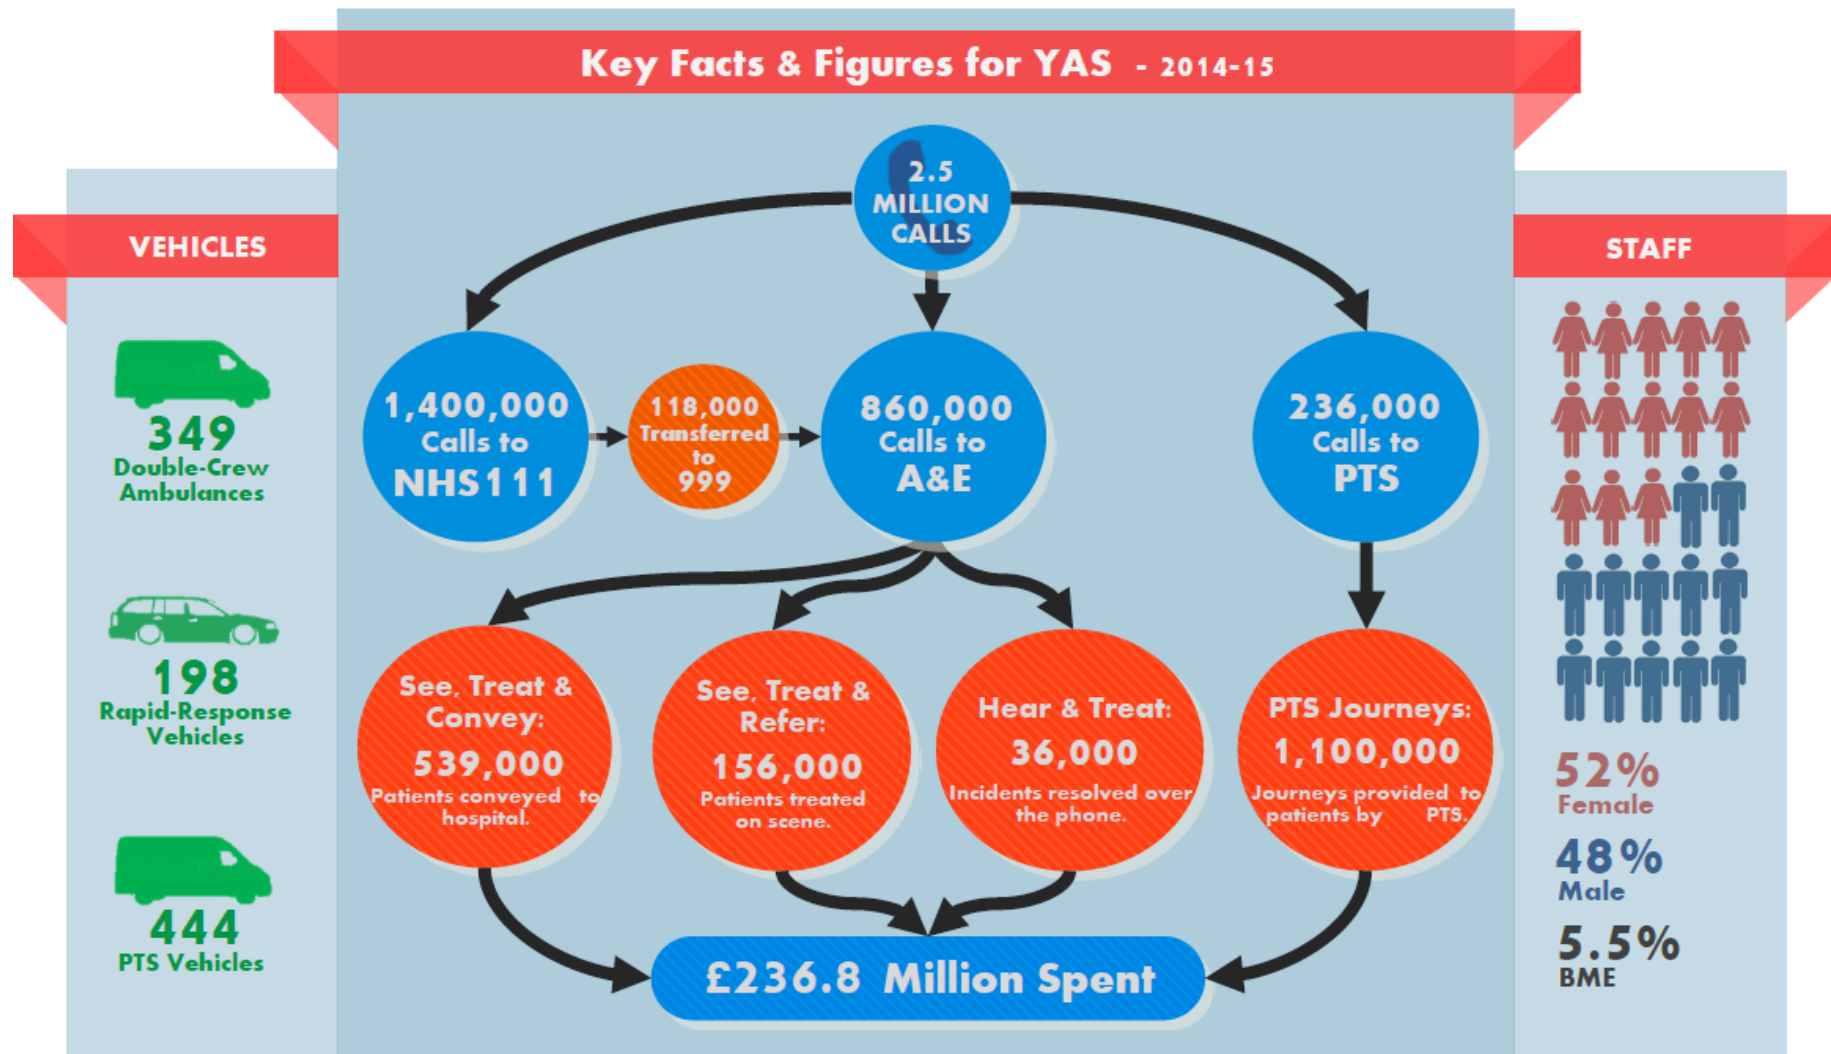 Key Facts & Figures for YAS - 2014-15
VEHICLES
349
Double-Crew
Ambulances
198
Rapid-Response
Vehicles
444
PTS Vehicles
2.5
MILLION
CALLS
1,400,000
Calls to
NHS111
118,000
Transferred
to
999
860,000
Calls to
A&E
236,000
Calls to
PTS
See, Treat &
Convey:
539,000
Patients conveyed to
hospital.
See, Treat &
Refer:
156,000
Patients treated
on scene.
Hear & Treat:
36,000
Incidents resolved over
the phone.
PTS Journeys:
1,100,000
Journeys provided to
patients by PTS.
£236.8 Million Spent
STAFF
52%
Female
48%
Male
5.5%
BME